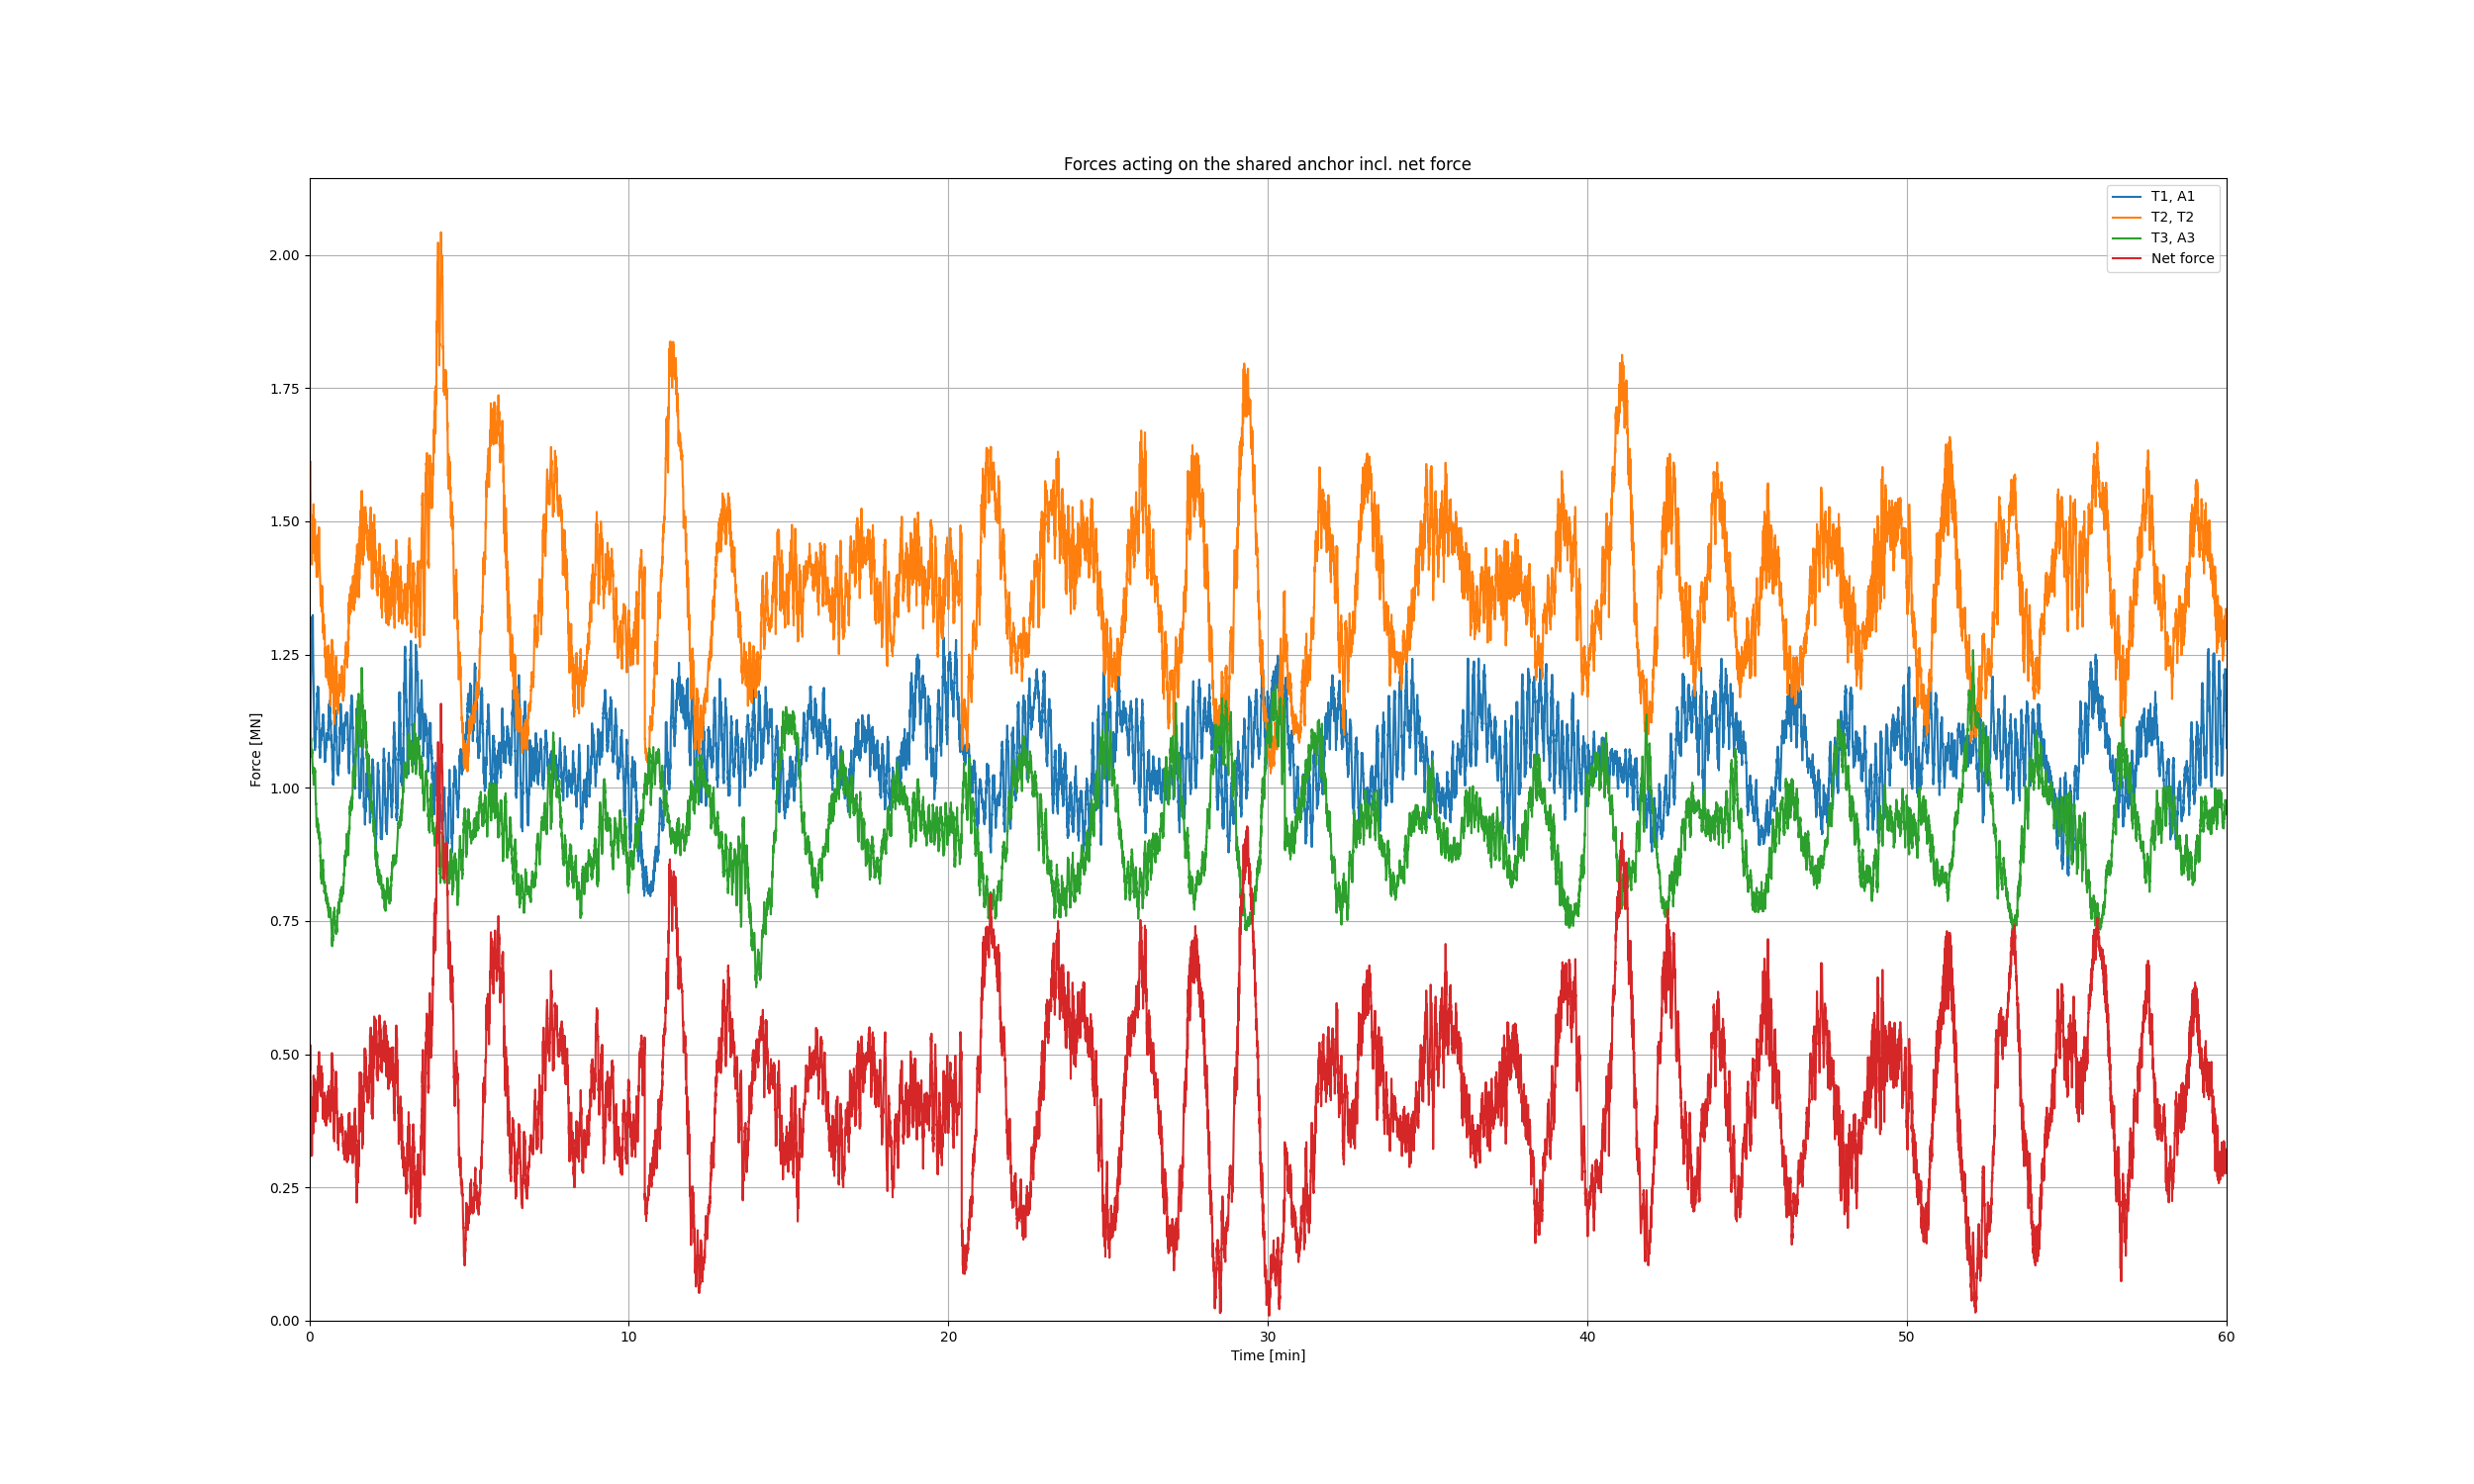 Forces acting on the shared anchor incl. net force
T1, A1
T2, T2
T3, A3
Net force
Force [MN]
2.00
1.75
1.50
1.25
1.00
0.75
0.50
0.25
0.00
0 10 20 30 40 50 60
Time [min]